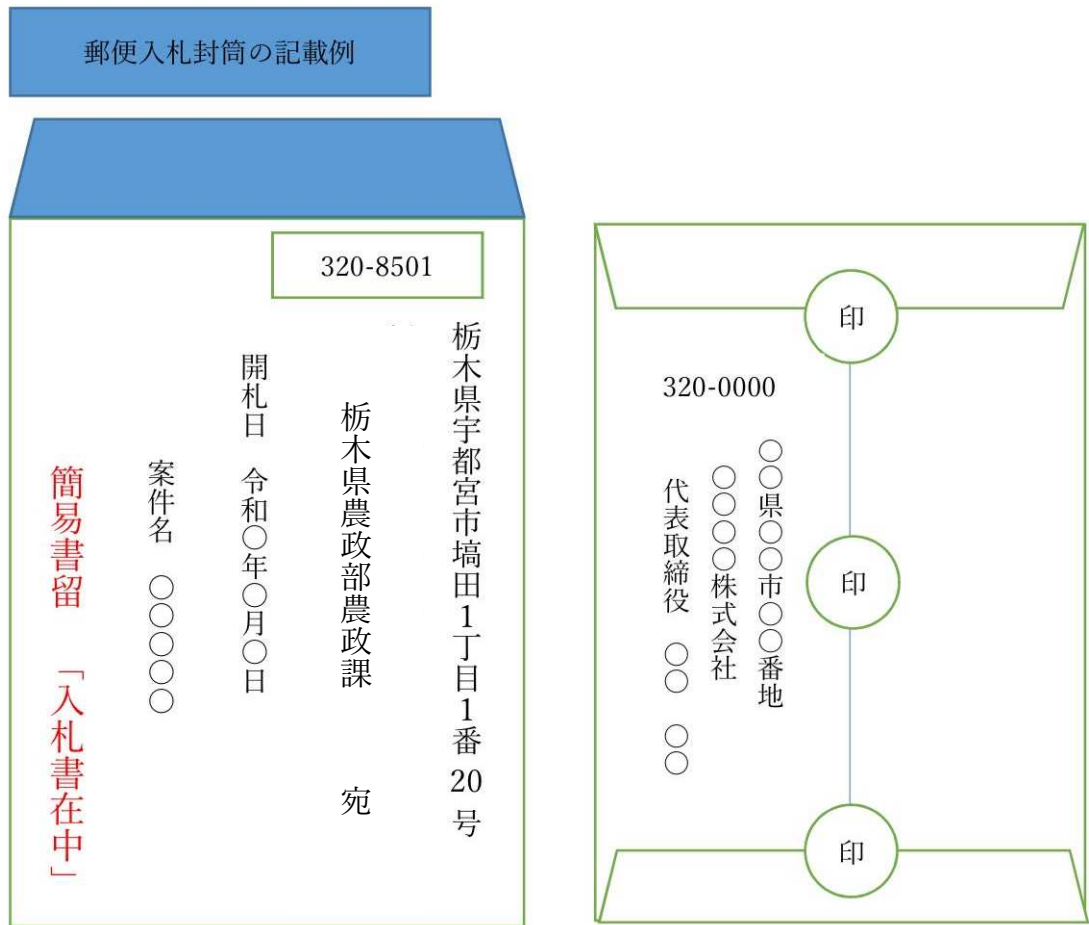 郵便入札封筒の記載例
320-8501
栃木県宇都宮市塙田1丁目1番20号
栃木県農政部農政課 宛
開札日 令和○年○月○日
案件名 ○○○○○
簡易書留 「入札書在中」
印
320-0000
○○県○○市○○番地
○○○○株式会社
代表取締役 ○○ ○○
印
印